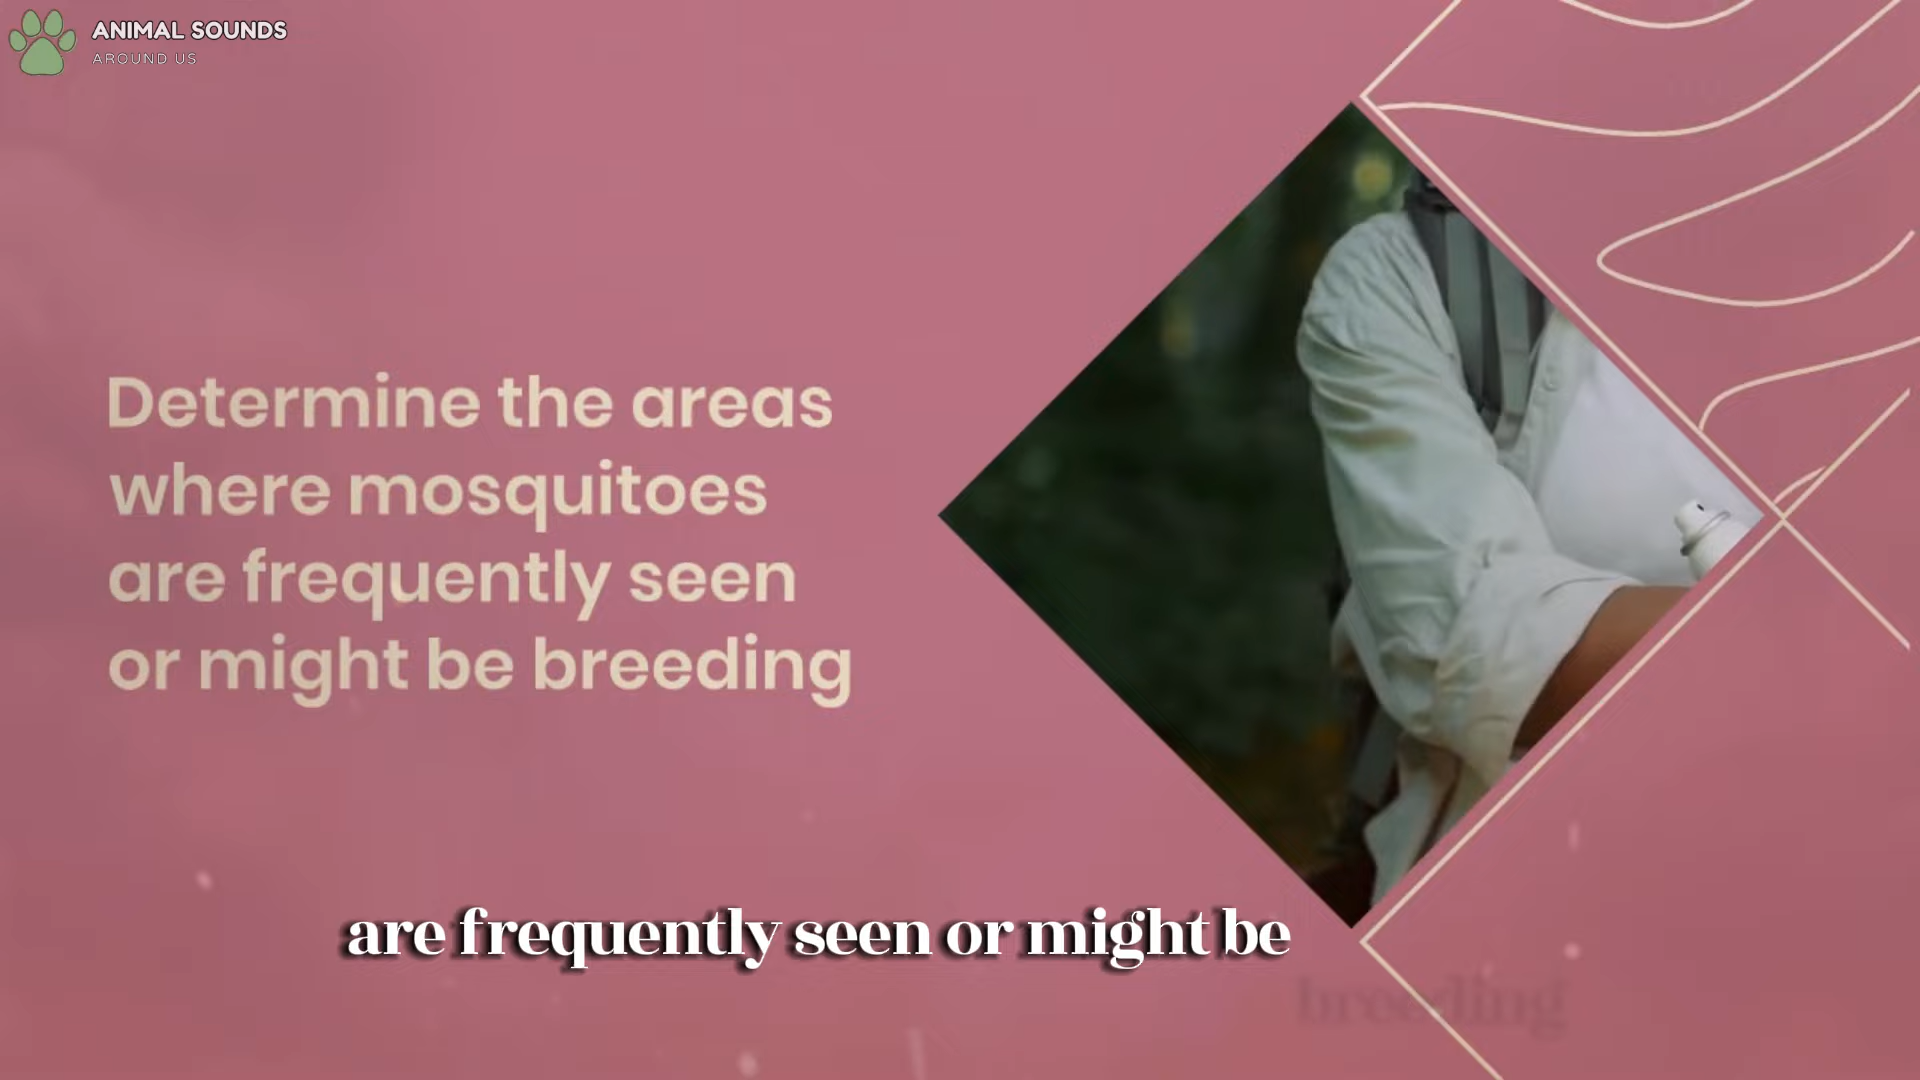 ANIMAL SOUNDS
AROUND US
Determine the areas
where mosquitoes
are frequently seen
or might be breeding
are frequently seen or might be
breeding